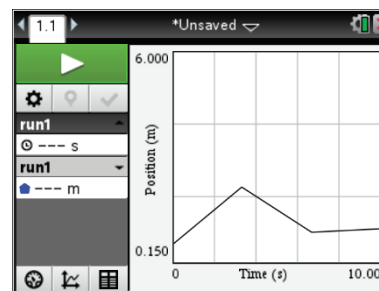 1.1
*Unsaved
6.000
run1
--- s
run1
--- m
Position (m)
0.150
0
Time (s)
10.00